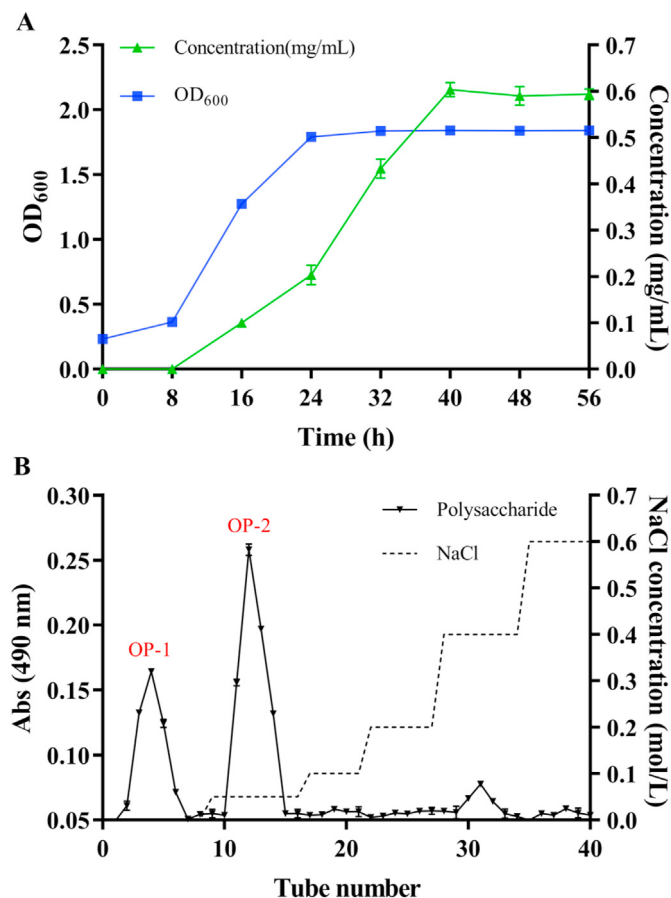 A
Concentration(mg/mL)
OD600
2.5
2.0
1.5
1.0
0.5
0.0
OD600
0.7
0.6
0.5
0.4
0.3
0.2
0.1
0.0
Concentration (mg/mL)
0 8 16 24 32 40 48 56
Time (h)
B
OP-1
OP-2
Polysaccharide
NaCl
0.30
0.25
0.20
0.15
0.10
0.05
Abs (490 nm)
0.7
0.6
0.5
0.4
0.3
0.2
0.1
0.0
NaCl concentration (mol/L)
0 10 20 30 40
Tube number